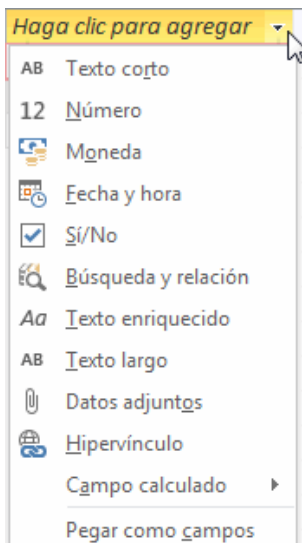 Haga clic para agregar
AB Texto corto
12 Número
Moneda
Fecha y hora
Sí/No
Búsqueda y relación
Aa Texto enriquecido
AB Texto largo
Datos adjuntos
Hipervínculo
Campo calculado
Pegar como campos